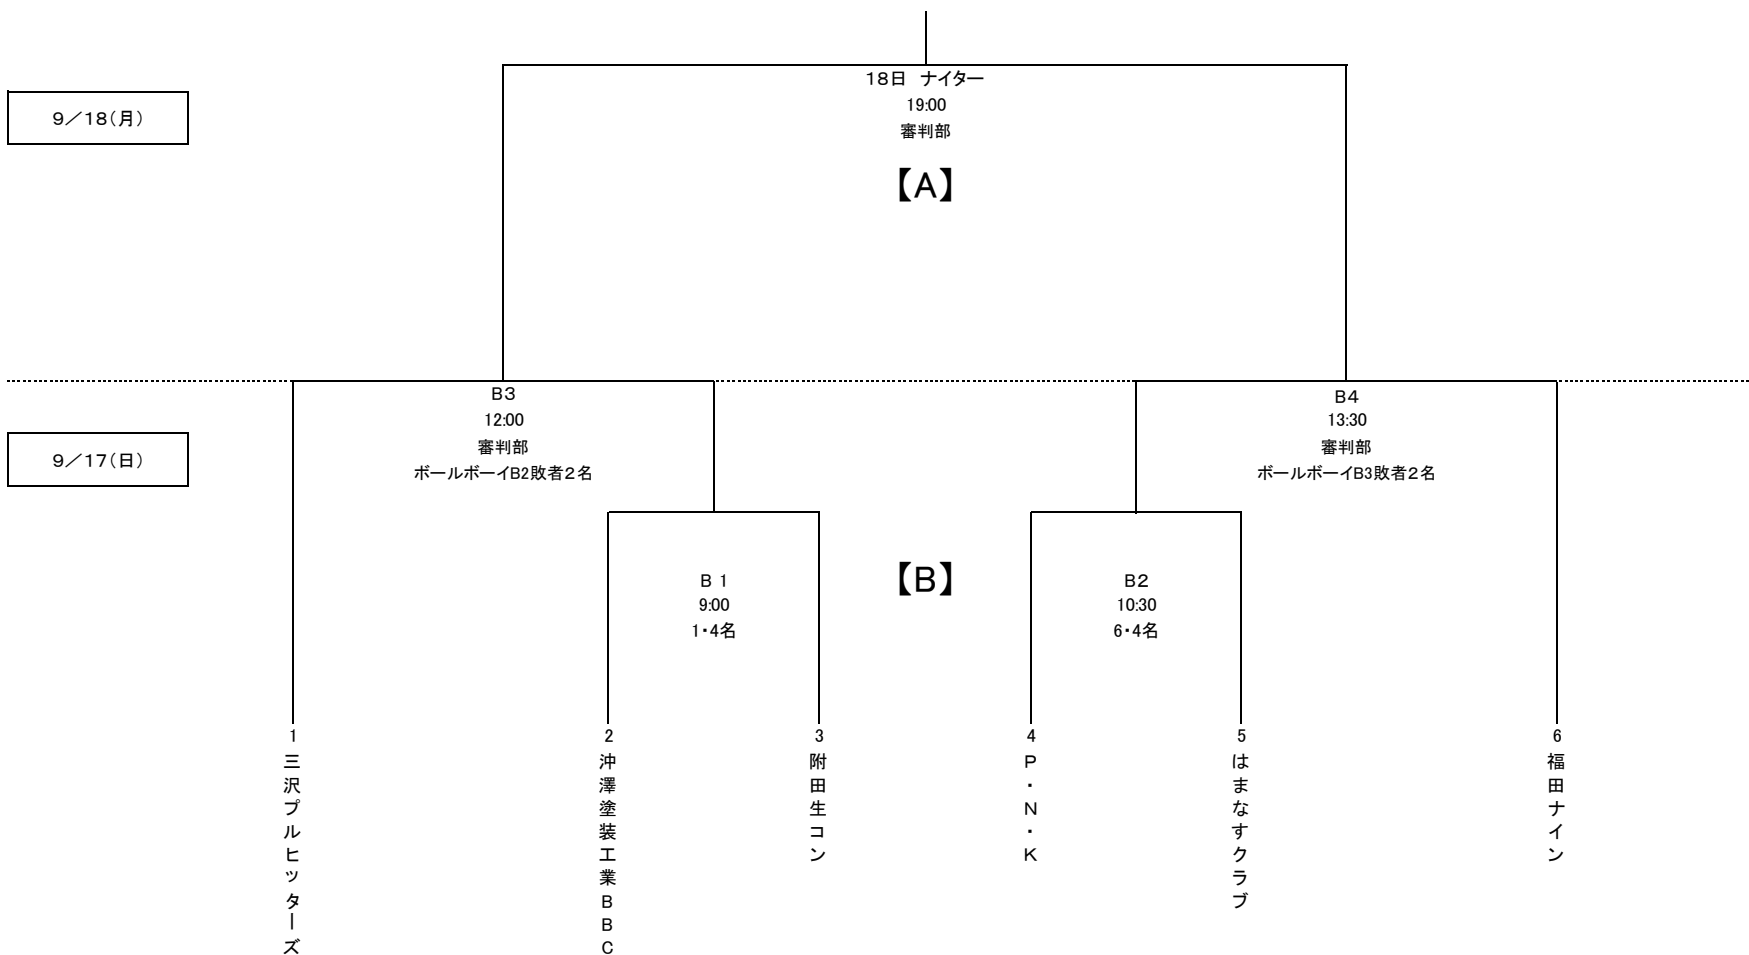 18日　ナイター
19:00
審判部
【A】
9／18(月)
B3
12:00
審判部
ボールボーイB2敗者2名
B4
13:30
審判部
ボールボーイB3敗者2名
9／17(日)
B 1
9:00
1・4名
【B】
B2
10:30
6・4名
1
三沢プルヒッターズ
2
沖澤塗装工業BBC
3
附田生コン
4
P・N・K
5
はまなすクラブ
6
福田ナイン